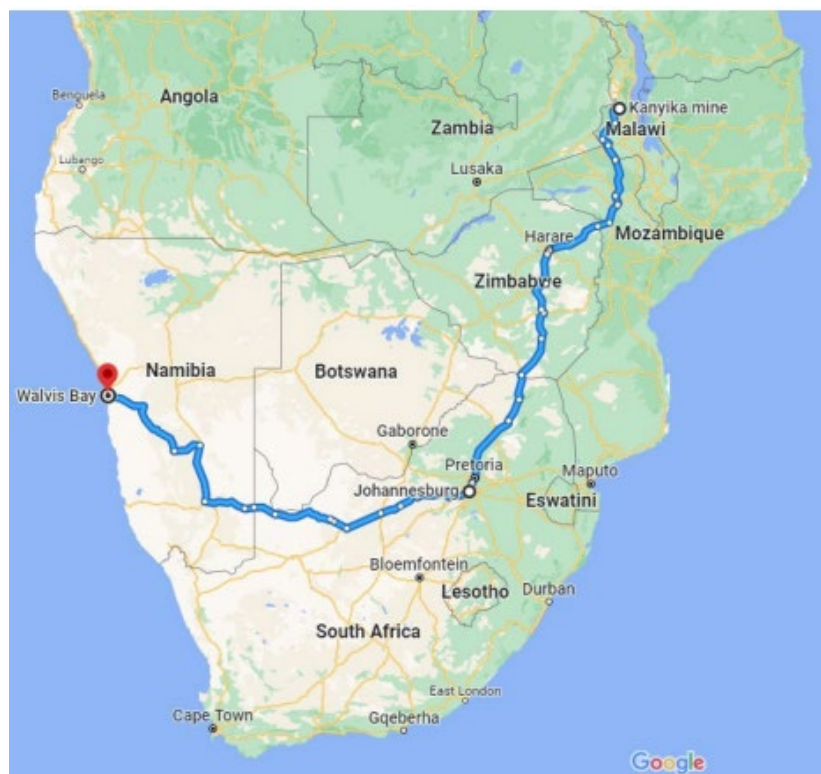 Kanyika mine
Malawi
Benguela
Angola
Zambia
Lubango
Lusaka
Harare
Mozambique
Zimbabwe
Namibia
Botswana
Walvis Bay
Gaborone
Pretoria
Maputo
Johannesburg
Eswatini
Bloemfontein
Lesotho
Durban
South Africa
East London
Cape Town
Gqeberha
Google